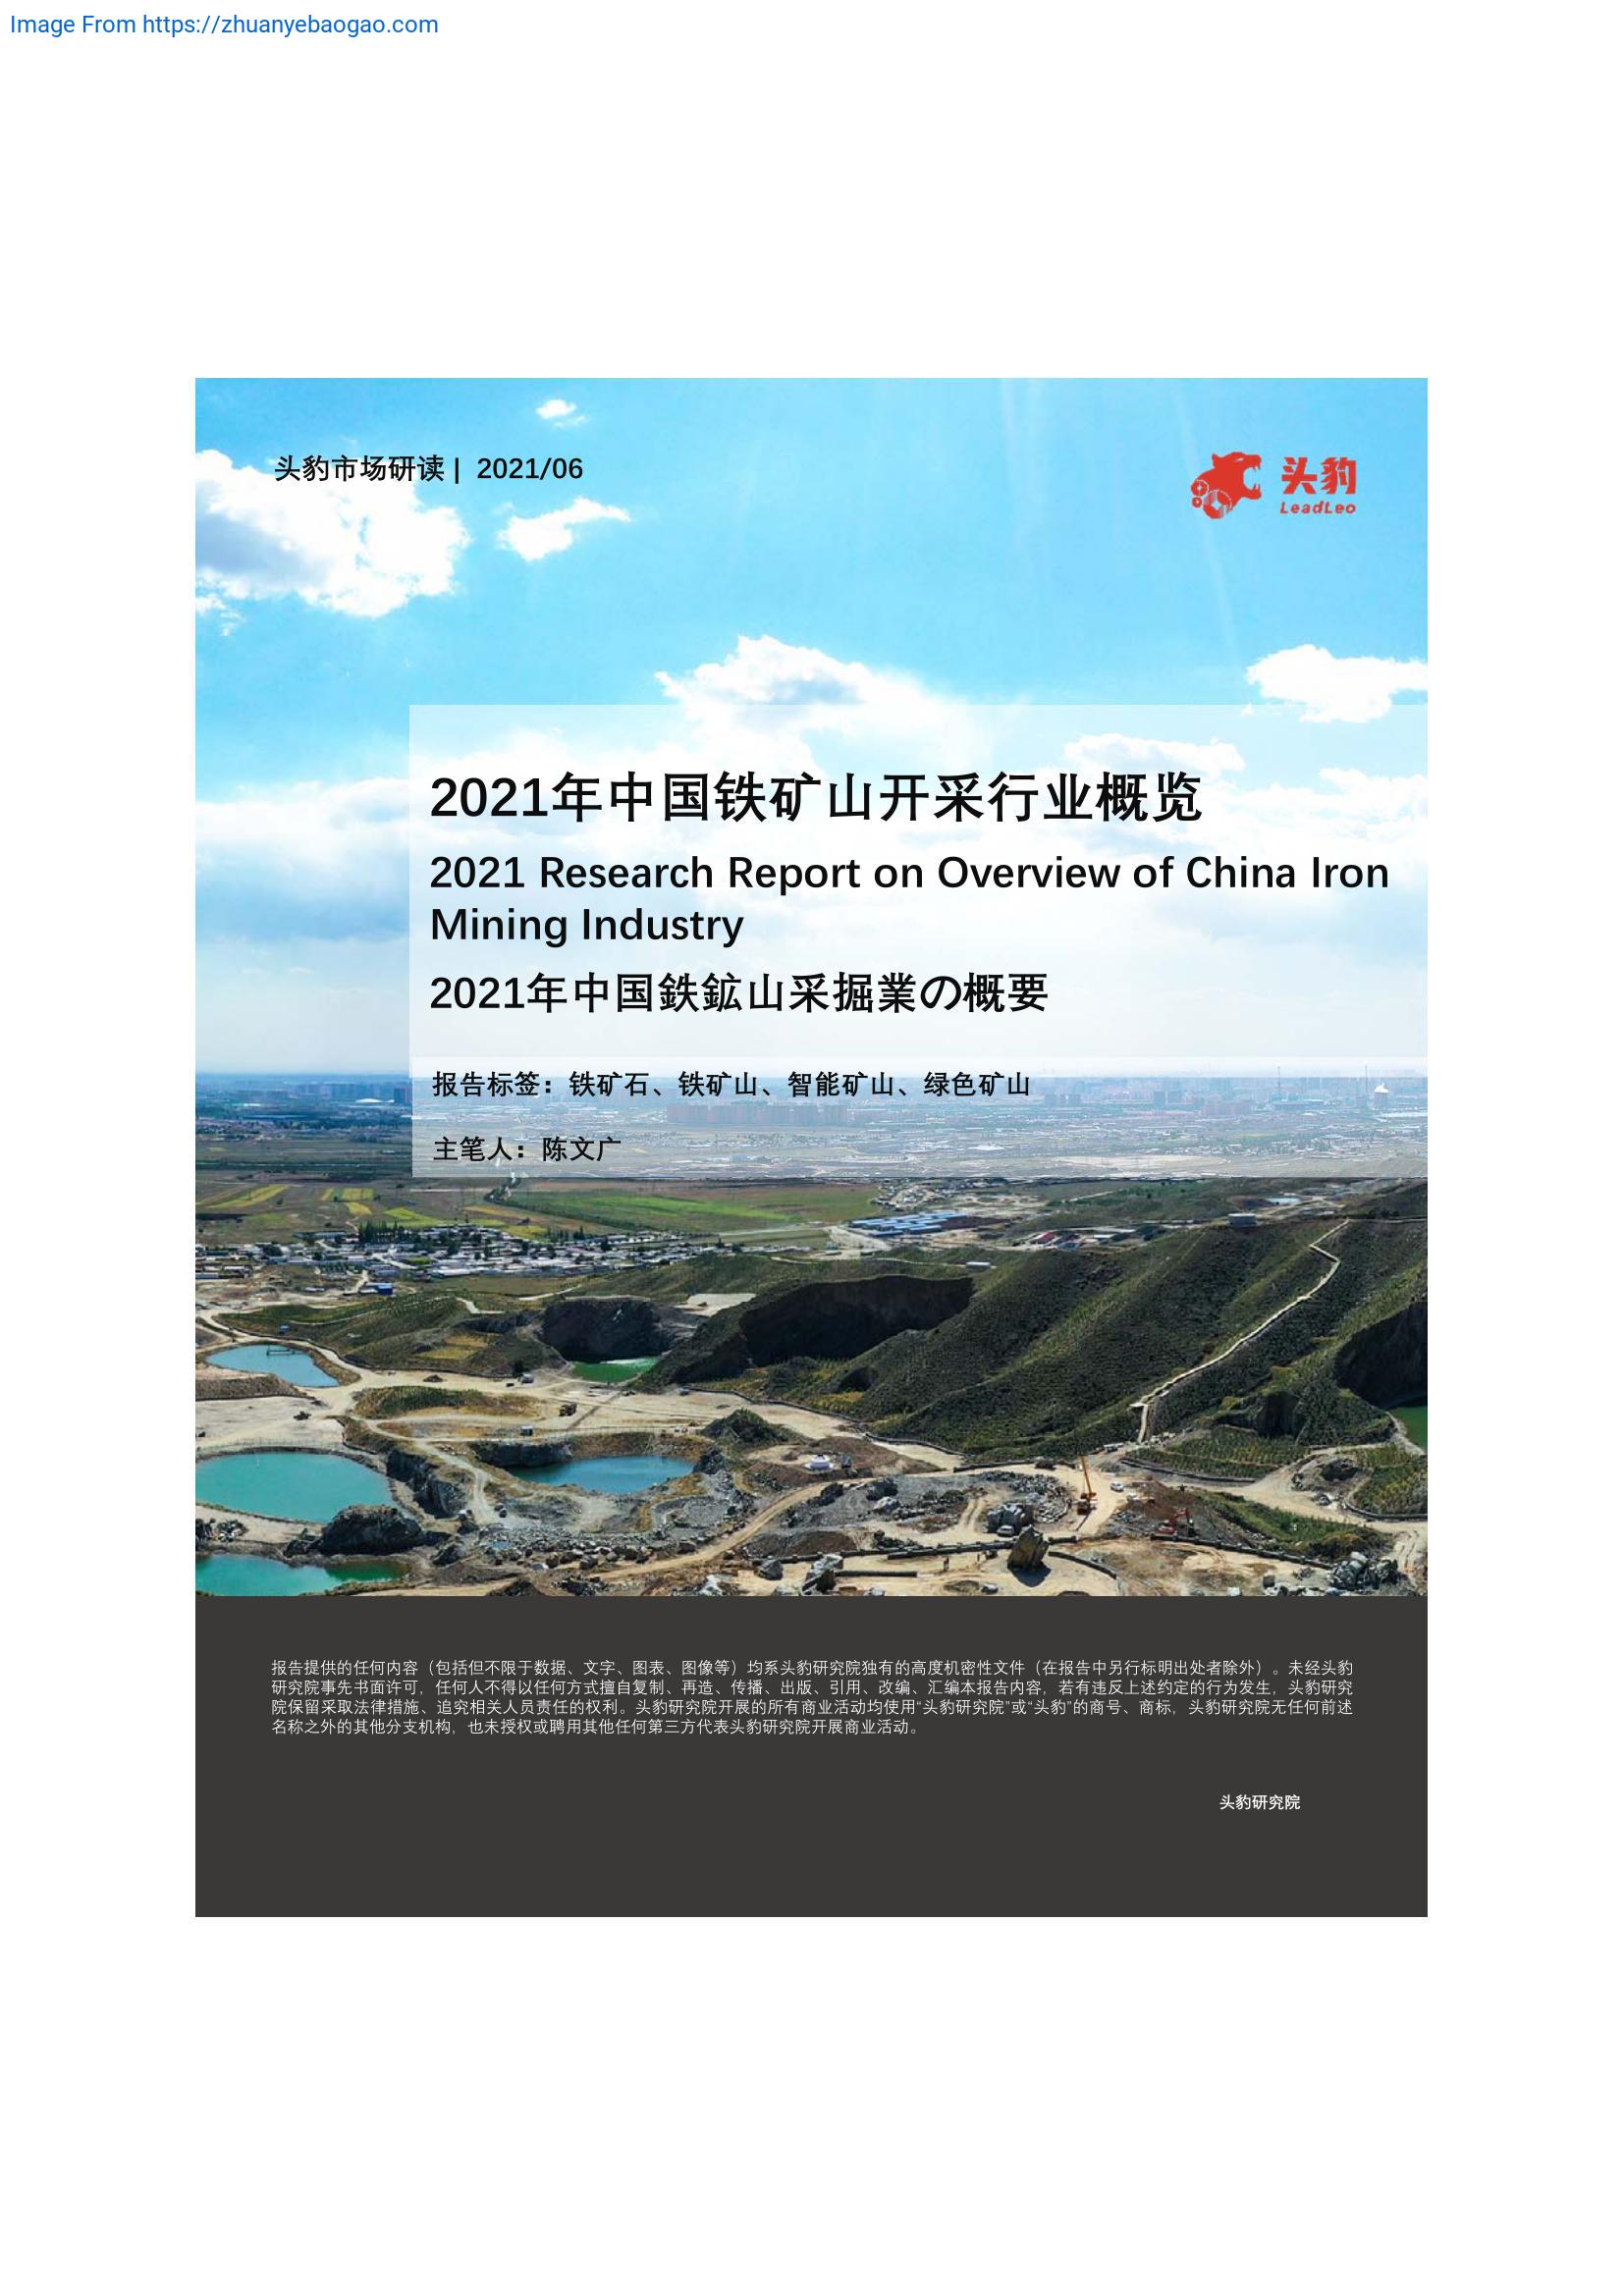 Image From https://zhuanyebaogao.com
头豹市场研读 | 2021/06
头豹
LeadLeo
2021年中国铁矿山开采行业概览
2021 Research Report on Overview of China Iron
Mining Industry
2021年中国鉄鉱山采掘業の概要
报告标签：铁矿石、铁矿山、智能矿山、绿色矿山
主笔人：陈文广
报告提供的任何内容（包括但不限于数据、文字、图表、图像等）均系头豹研究院独有的高度机密性文件（在报告中另行标明出处者除外）。未经头豹
研究院事先书面许可，任何人不得以任何方式擅自复制、再造、传播、出版、引用、改编、汇编本报告内容，若有违反上述约定的行为发生，头豹研究
院保留采取法律措施、追究相关人员责任的权利。头豹研究院开展的所有商业活动均使用“头豹研究院”或“头豹”的商号、商标，头豹研究院无任何前述
名称之外的其他分支机构，也未授权或聘用其他任何第三方代表头豹研究院开展商业活动。
头豹研究院